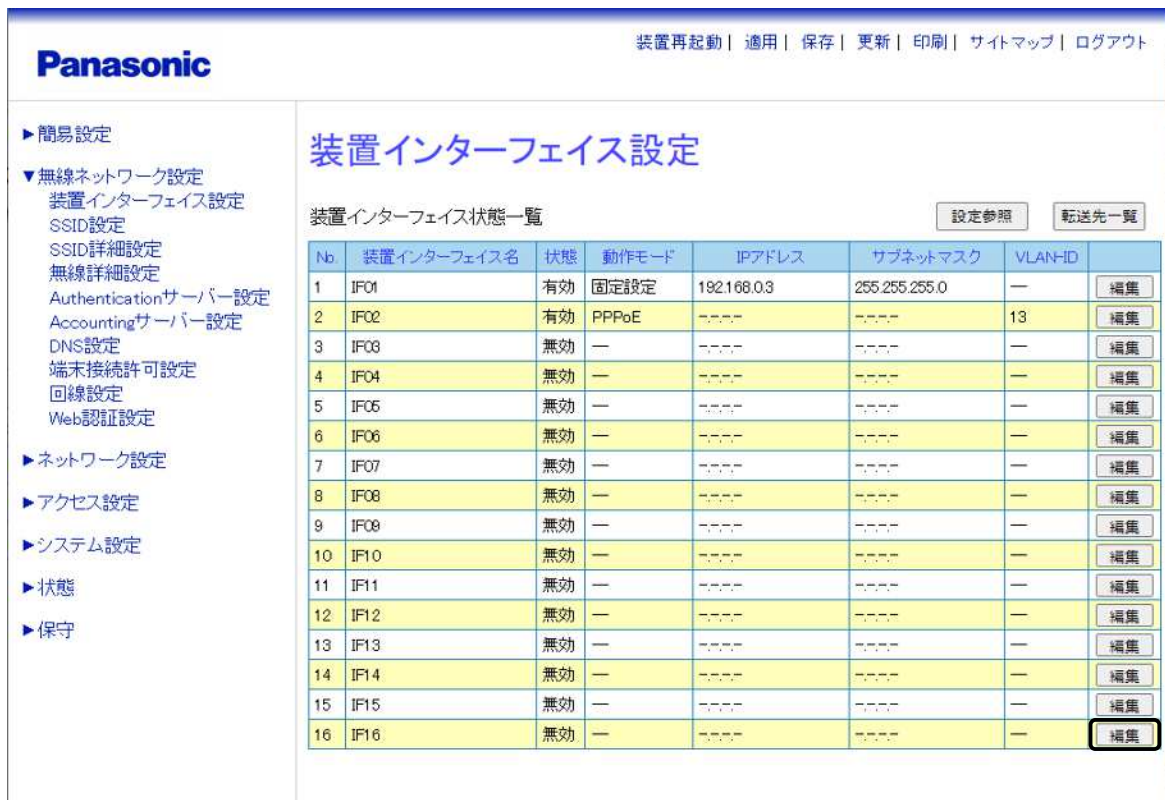 Panasonic
装置再起動| 適用| 保存| 更新| 印刷| サイトマップ| ログアウト
►簡易設定
▼無線ネットワーク設定
装置インターフェイス設定
SSID設定
SSID詳細設定
無線詳細設定
Authenticationサーバー設定
Accountingサーバー設定
DNS設定
端末接続許可設定
回線設定
Web認証設定
►ネットワーク設定
►アクセス設定
►システム設定
►状態
►保守
装置インターフェイス設定
装置インターフェイス状態一覧 設定参照 転送先一覧
No. 装置インターフェイス名 状態 動作モード IPアドレス サブネットマスク VLAN-ID
1 IF01 有効 固定設定 192.168.0.3 255.255.255.0 — 編集
2 IF02 有効 PPPoE -.-.-.- -.-.-.- 13 編集
3 IF03 無効 — -.-.-.- -.-.-.- — 編集
4 IF04 無効 — -.-.-.- -.-.-.- — 編集
5 IF05 無効 — -.-.-.- -.-.-.- — 編集
6 IF06 無効 — -.-.-.- -.-.-.- — 編集
7 IF07 無効 — -.-.-.- -.-.-.- — 編集
8 IF08 無効 — -.-.-.- -.-.-.- — 編集
9 IF09 無効 — -.-.-.- -.-.-.- — 編集
10 IF10 無効 — -.-.-.- -.-.-.- — 編集
11 IF11 無効 — -.-.-.- -.-.-.- — 編集
12 IF12 無効 — -.-.-.- -.-.-.- — 編集
13 IF13 無効 — -.-.-.- -.-.-.- — 編集
14 IF14 無効 — -.-.-.- -.-.-.- — 編集
15 IF15 無効 — -.-.-.- -.-.-.- — 編集
16 IF16 無効 — -.-.-.- -.-.-.- — 編集